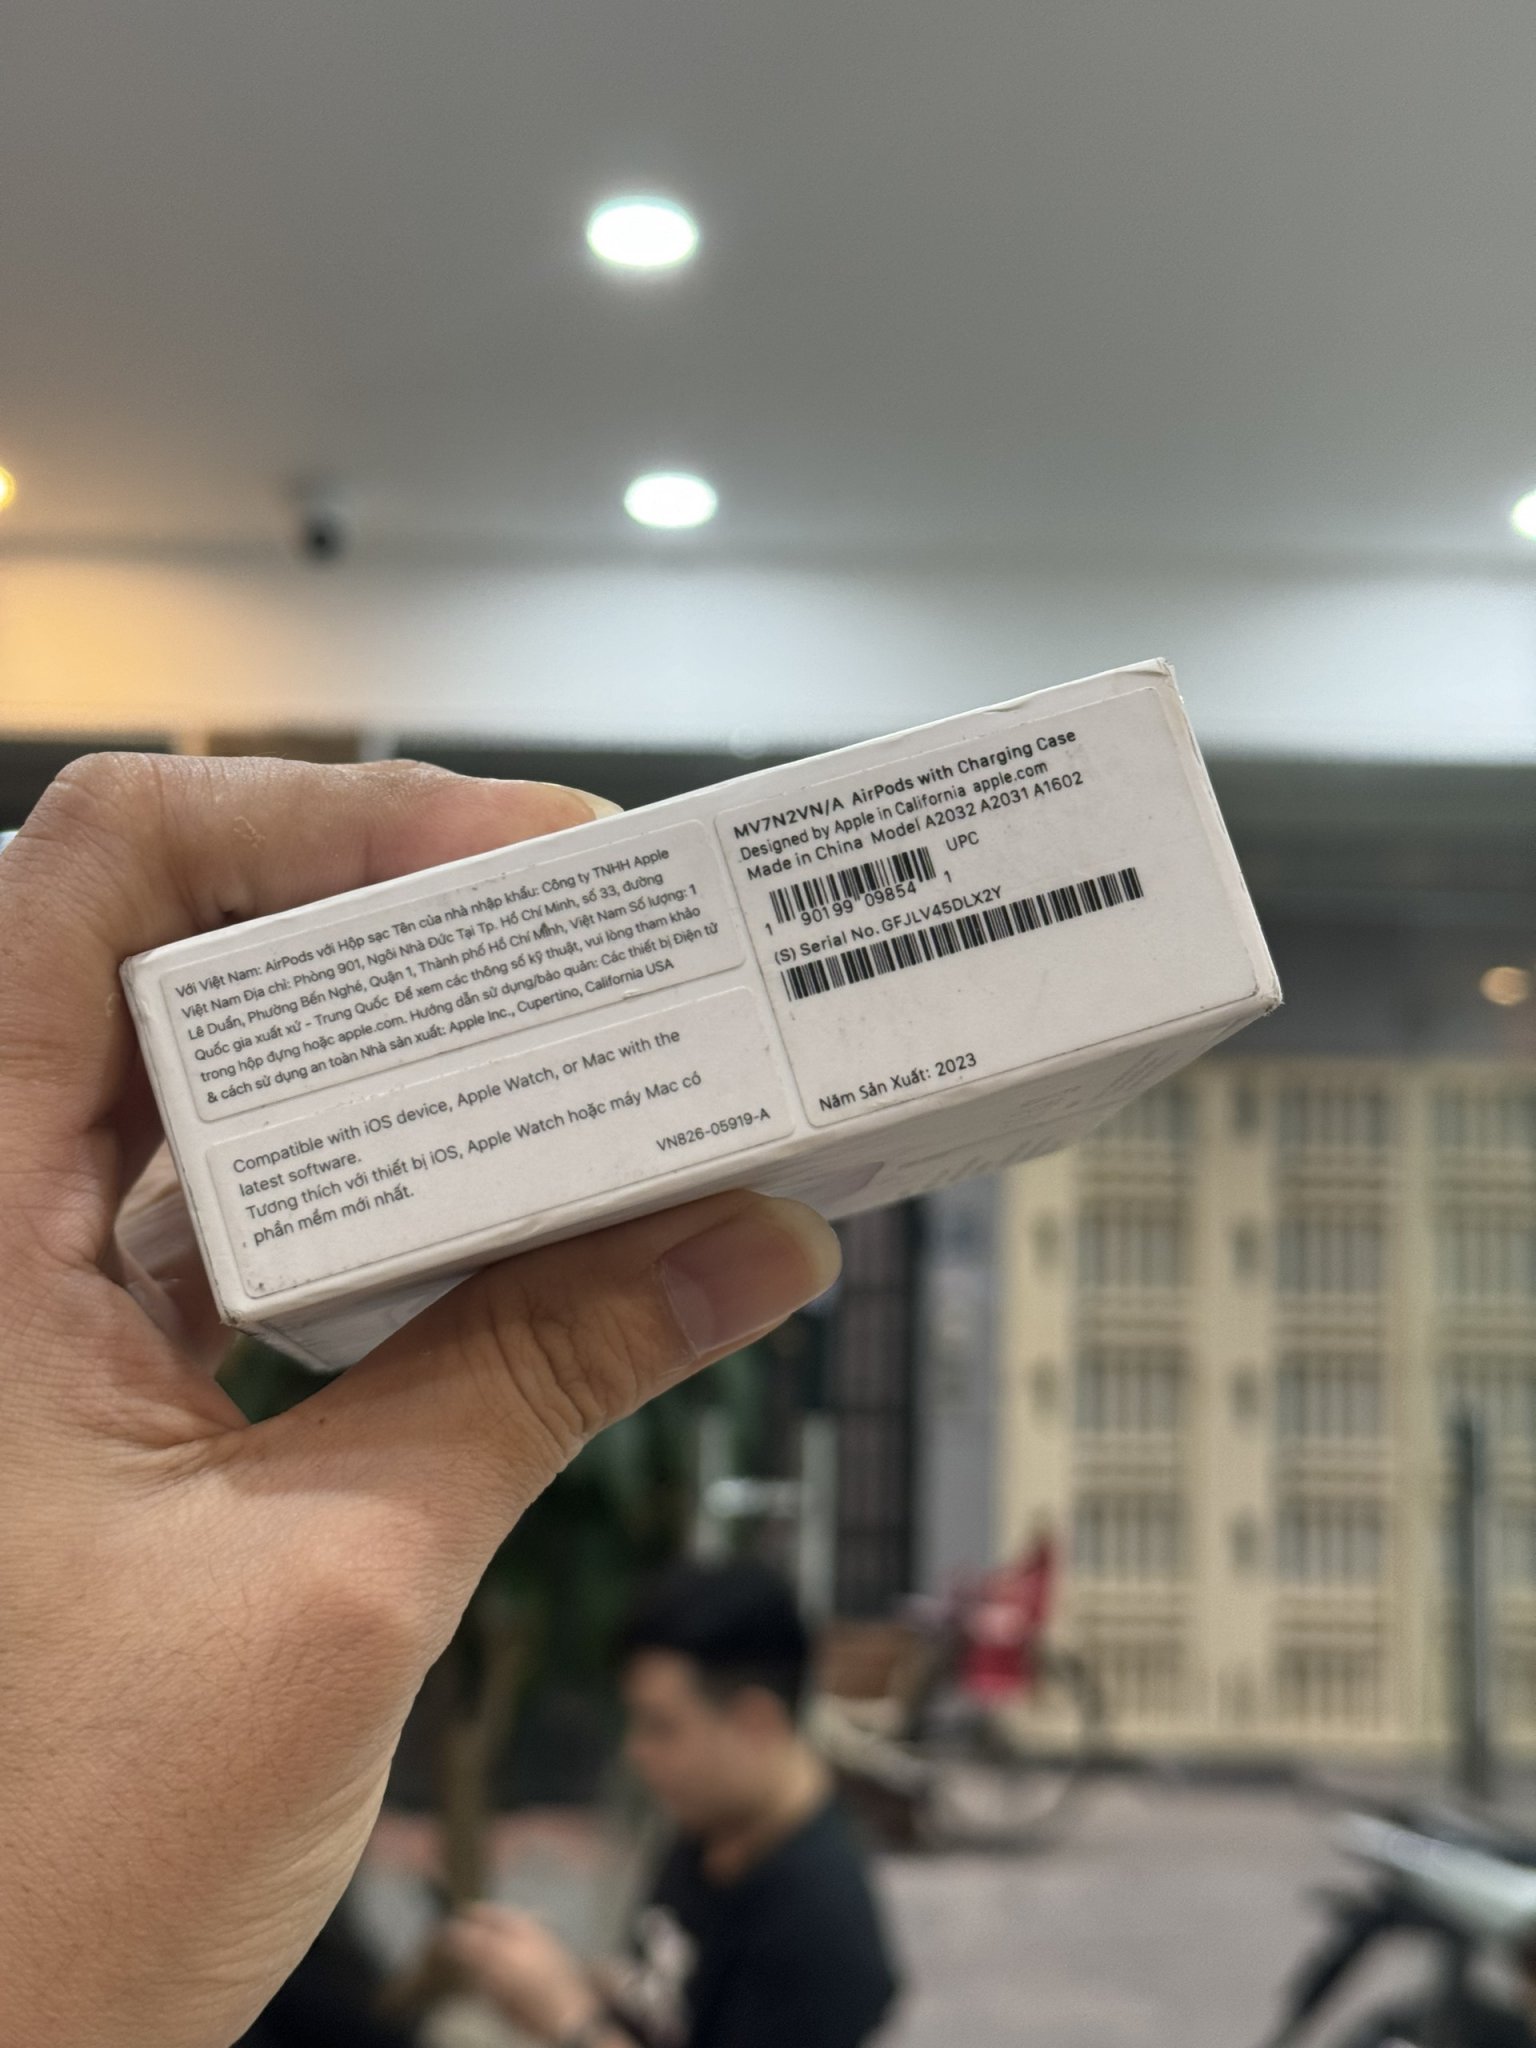 Với Việt Nam: AirPods với Hộp sạc Tên của nhà nhập khẩu: Công ty TNHH Apple
Việt Nam Địa chỉ: Phòng 901, Ngôi Nhà Đức Tại Tp. Hồ Chí Minh, số 33, đường
Lê Duẩn, Phường Bến Nghé, Quận 1, Thành phố Hồ Chí Minh, Việt Nam Số lượng: 1
Quốc gia xuất xứ - Trung Quốc Để xem các thông số kỹ thuật, vui lòng tham khảo
trong hộp đựng hoặc apple.com. Hướng dẫn sử dụng/bảo quản: Các thiết bị Điện tử
& cách sử dụng an toàn Nhà sản xuất: Apple Inc., Cupertino, California USA
Compatible with iOS device, Apple Watch, or Mac with the
latest software.
Tương thích với thiết bị iOS, Apple Watch hoặc máy Mac có
phần mềm mới nhất.
VN826-05919-A
MV7N2VN/A AirPods with Charging Case
Designed by Apple in California apple.com
Made in China Model A2032 A2031 A1602
UPC
1 90199 09854 1
(S) Serial No. GFJLV45DLX2Y
Năm Sản Xuất: 2023